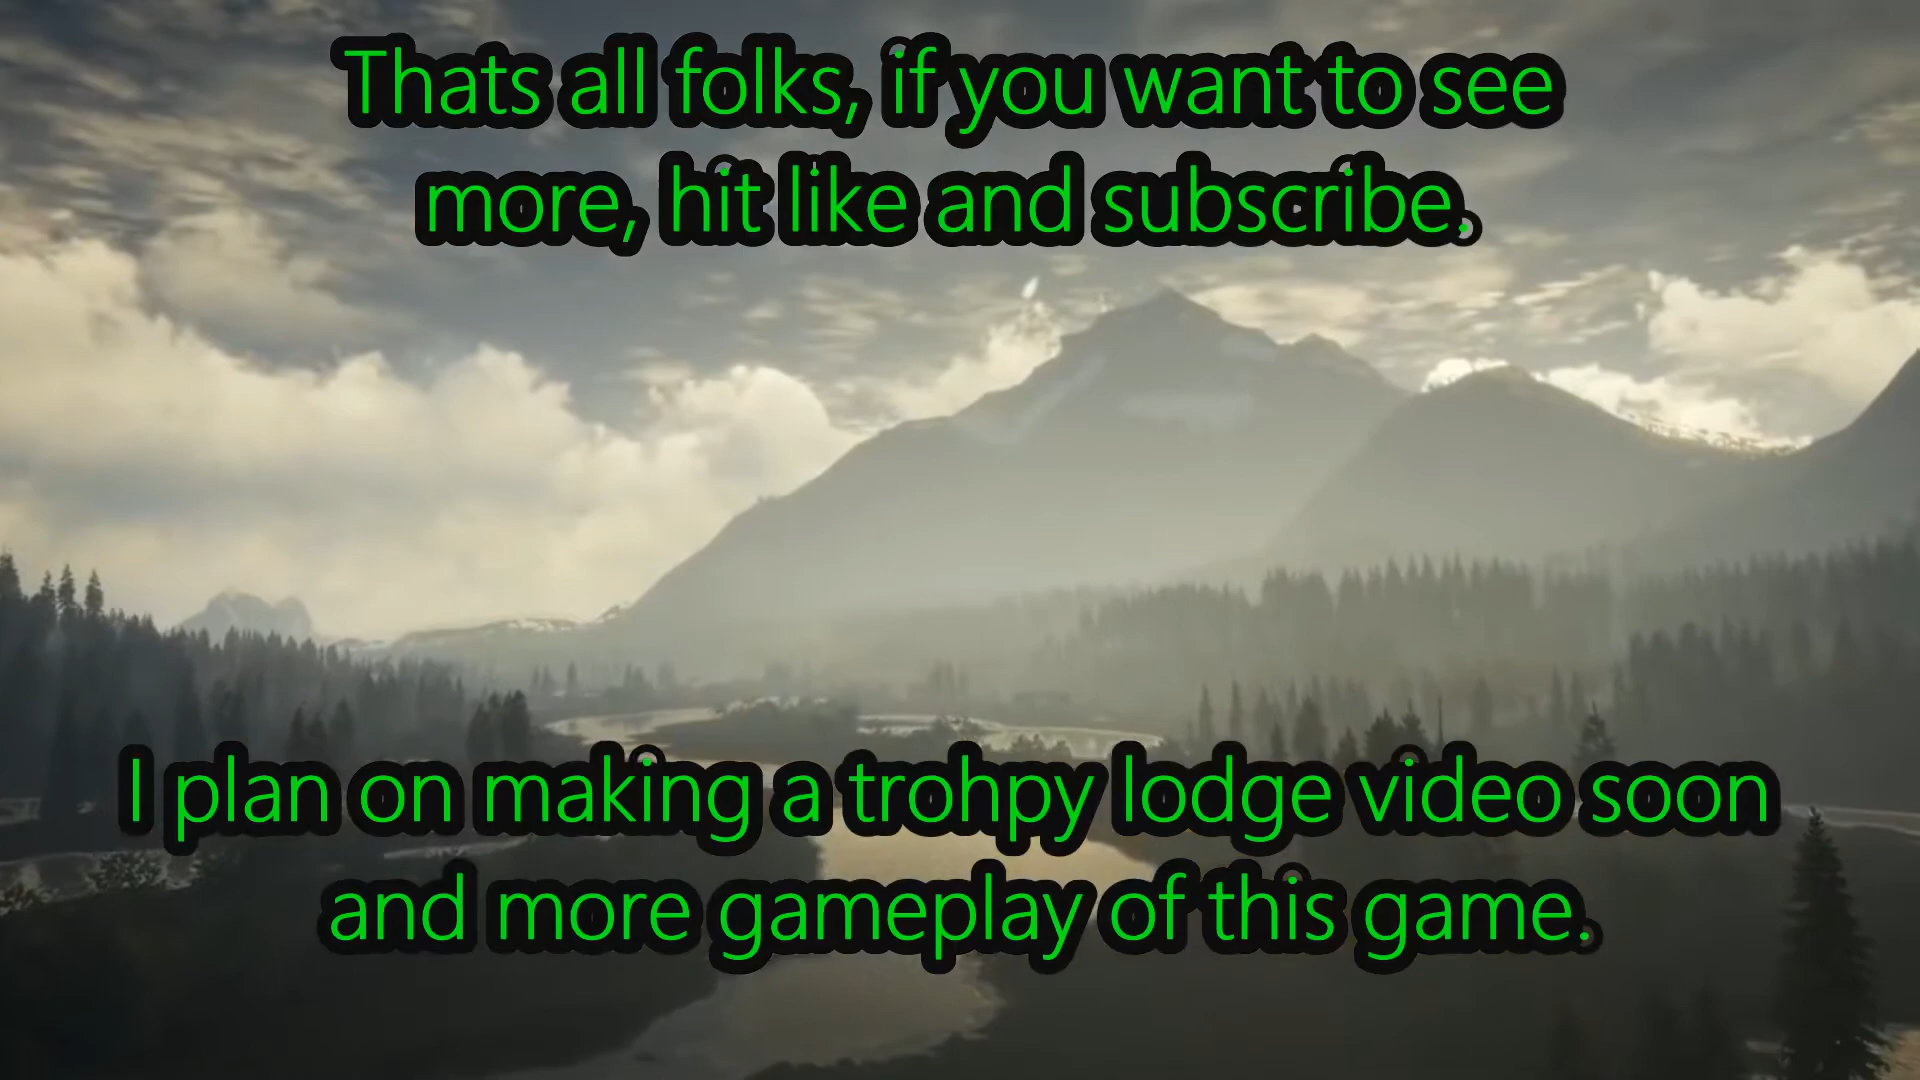 Thats all folks, if you want to see
more, hit like and subscribe.
I plan on making a trohpy lodge video soon
and more gameplay of this game.